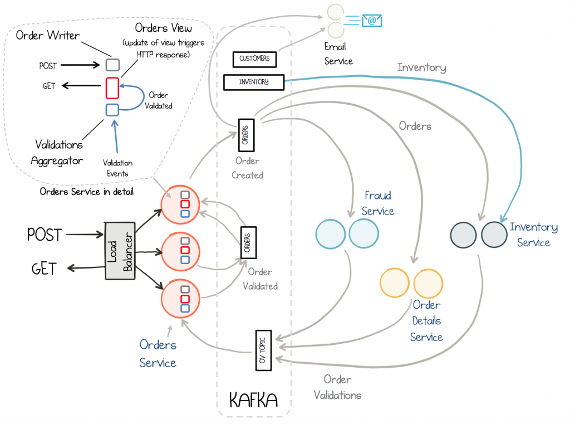 Order Writer
Orders View
(update of view triggers
HTTP response)
POST
GET
Order
Validated
Validations
Aggregator
Validation
Events
Orders Service in detail
Email
Service
CUSTOMERS
INVENTORY
Inventory
ORDERS
Order
Created
Orders
Fraud
Service
POST
GET
Load
Balancer
ORDERS
Order
Validated
Inventory
Service
Order
Details
Service
Orders
Service
OV TOPIC
Order
Validations
KAFKA